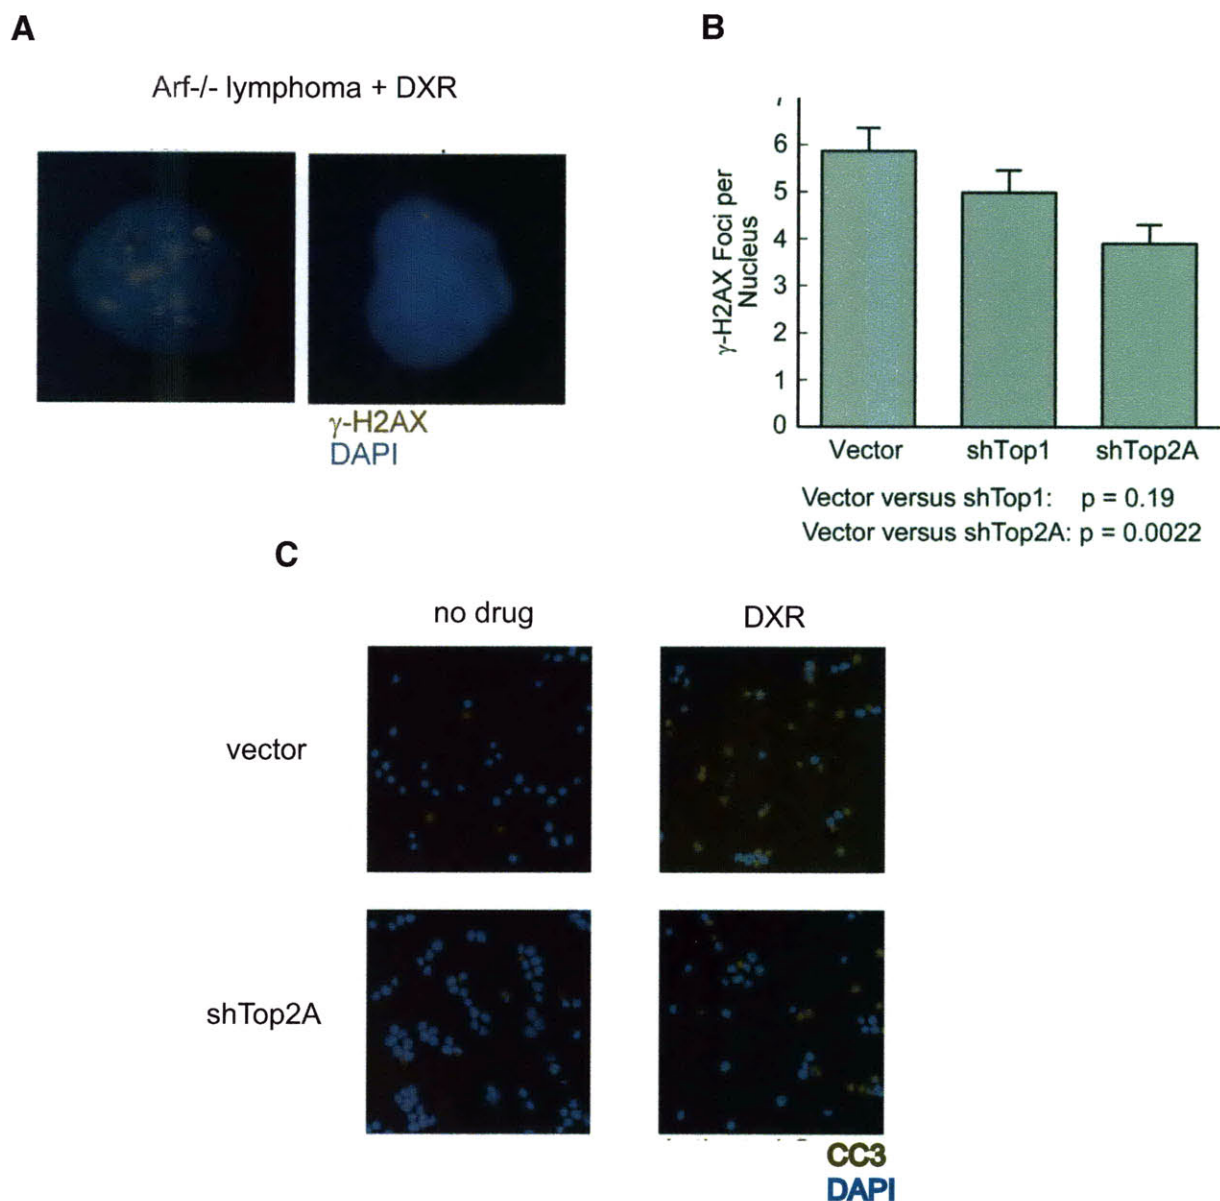 A
Arf-/- lymphoma + DXR
γ-H2AX
DAPI
B
7
6
5
4
3
2
1
0
γ-H2AX Foci per
Nucleus
Vector shTop1 shTop2A
Vector versus shTop1: p = 0.19
Vector versus shTop2A: p = 0.0022
C
no drug DXR
vector
shTop2A
CC3
DAPI